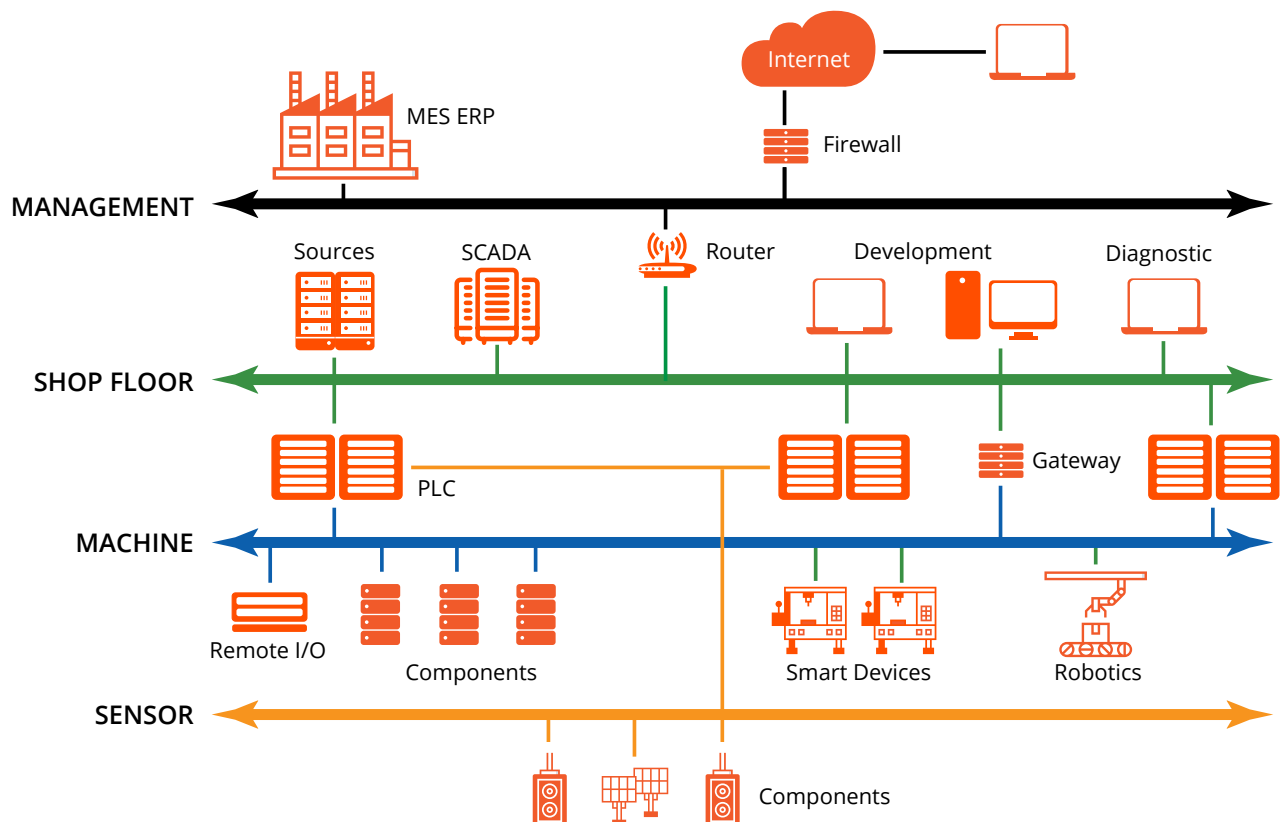 Internet
MES ERP
Firewall
MANAGEMENT
Sources
SCADA
Router
Development
Diagnostic
SHOP FLOOR
Gateway
PLC
MACHINE
Remote I/O
Components
Smart Devices
Robotics
SENSOR
Components